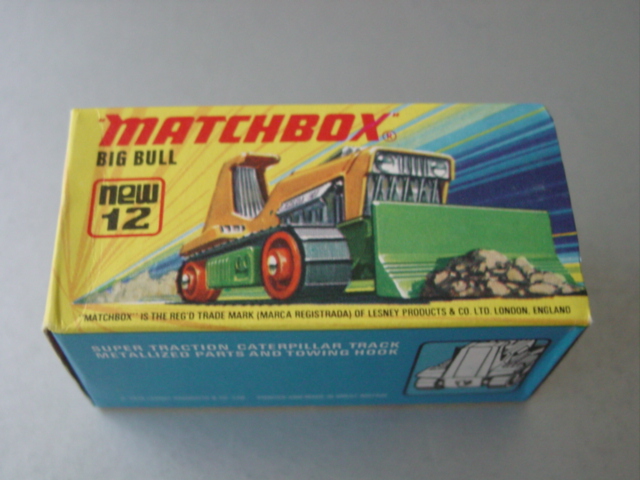 "MATCHBOX"®
BIG BULL
new
12
"MATCHBOX" IS THE REG'D TRADE MARK (MARCA REGISTRADA) OF LESNEY PRODUCTS & CO. LTD. LONDON, ENGLAND
SUPER TRACTION CATERPILLAR TRACK
METALLIZED PARTS AND TOWING HOOK